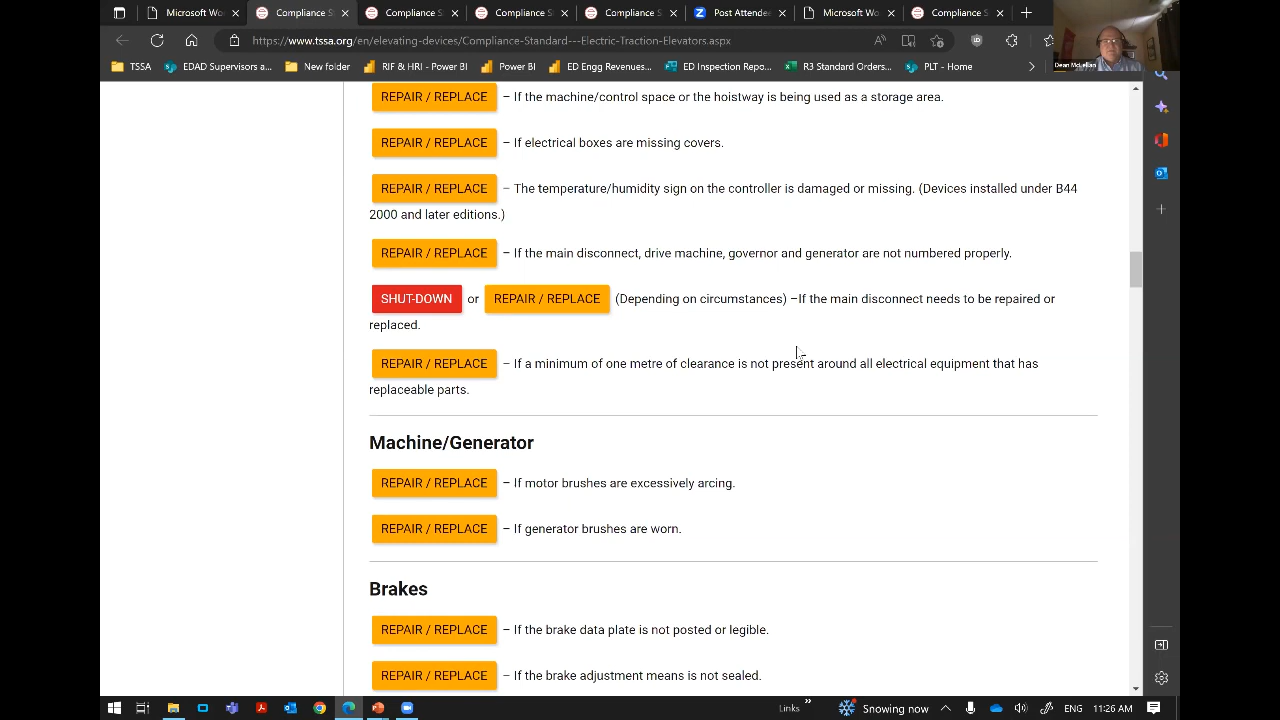 Microsoft Wo
Compliance S
Compliance S
Compliance S
Compliance S
Post Attende
Microsoft Wo
Compliance S
https://www.tssa.org/en/elevating-devices/Compliance-Standard---Electric-Traction-Elevators.aspx
TSSA
EDAD Supervisors a...
New folder
RIF & HRI - Power BI
Power BI
ED Engg Revenues...
ED Inspection Repo...
R3 Standard Orders...
PLT - Home
Dean McLellan
REPAIR / REPLACE – If the machine/control space or the hoistway is being used as a storage area.
REPAIR / REPLACE – If electrical boxes are missing covers.
REPAIR / REPLACE – The temperature/humidity sign on the controller is damaged or missing. (Devices installed under B44
2000 and later editions.)
REPAIR / REPLACE – If the main disconnect, drive machine, governor and generator are not numbered properly.
SHUT-DOWN or REPAIR / REPLACE (Depending on circumstances) –If the main disconnect needs to be repaired or
replaced.
REPAIR / REPLACE – If a minimum of one metre of clearance is not present around all electrical equipment that has
replaceable parts.
Machine/Generator
REPAIR / REPLACE – If motor brushes are excessively arcing.
REPAIR / REPLACE – If generator brushes are worn.
Brakes
REPAIR / REPLACE – If the brake data plate is not posted or legible.
REPAIR / REPLACE – If the brake adjustment means is not sealed.
Links
Snowing now
ENG
11:26 AM